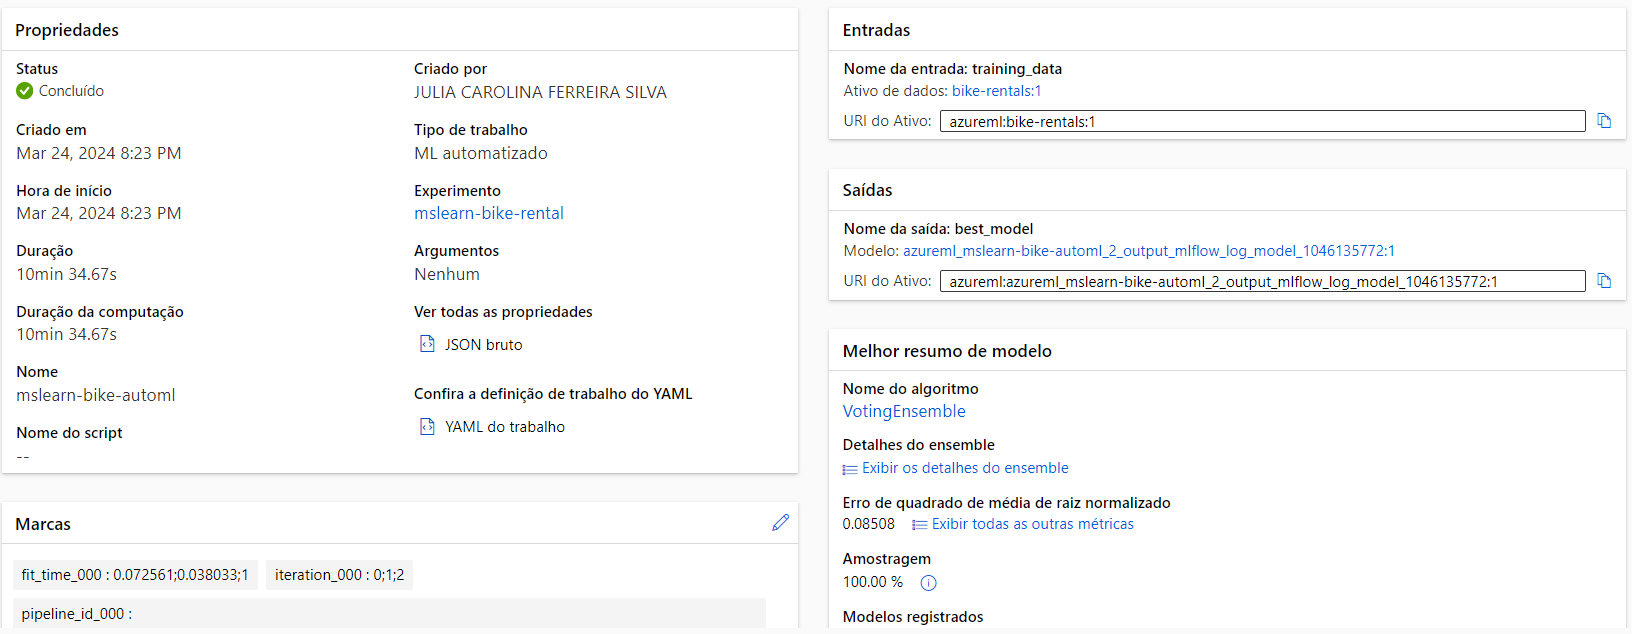 Propriedades
Status
Concluído
Criado em
Mar 24, 2024 8:23 PM
Hora de início
Mar 24, 2024 8:23 PM
Duração
10min 34.67s
Duração da computação
10min 34.67s
Nome
mslearn-bike-automl
Nome do script
--
Criado por
JULIA CAROLINA FERREIRA SILVA
Tipo de trabalho
ML automatizado
Experimento
mslearn-bike-rental
Argumentos
Nenhum
Ver todas as propriedades
JSON bruto
Confira a definição de trabalho do YAML
YAML do trabalho
Marcas
fit_time_000 : 0.072561;0.038033;1
iteration_000 : 0;1;2
pipeline_id_000 :
Entradas
Nome da entrada: training_data
Ativo de dados: bike-rentals:1
URI do Ativo: azureml:bike-rentals:1
Saídas
Nome da saída: best_model
Modelo: azureml_mslearn-bike-automl_2_output_mlflow_log_model_1046135772:1
URI do Ativo: azureml:azureml_mslearn-bike-automl_2_output_mlflow_log_model_1046135772:1
Melhor resumo de modelo
Nome do algoritmo
VotingEnsemble
Detalhes do ensemble
Exibir os detalhes do ensemble
Erro de quadrado de média de raiz normalizado
0.08508 Exibir todas as outras métricas
Amostragem
100.00 %
Modelos registrados